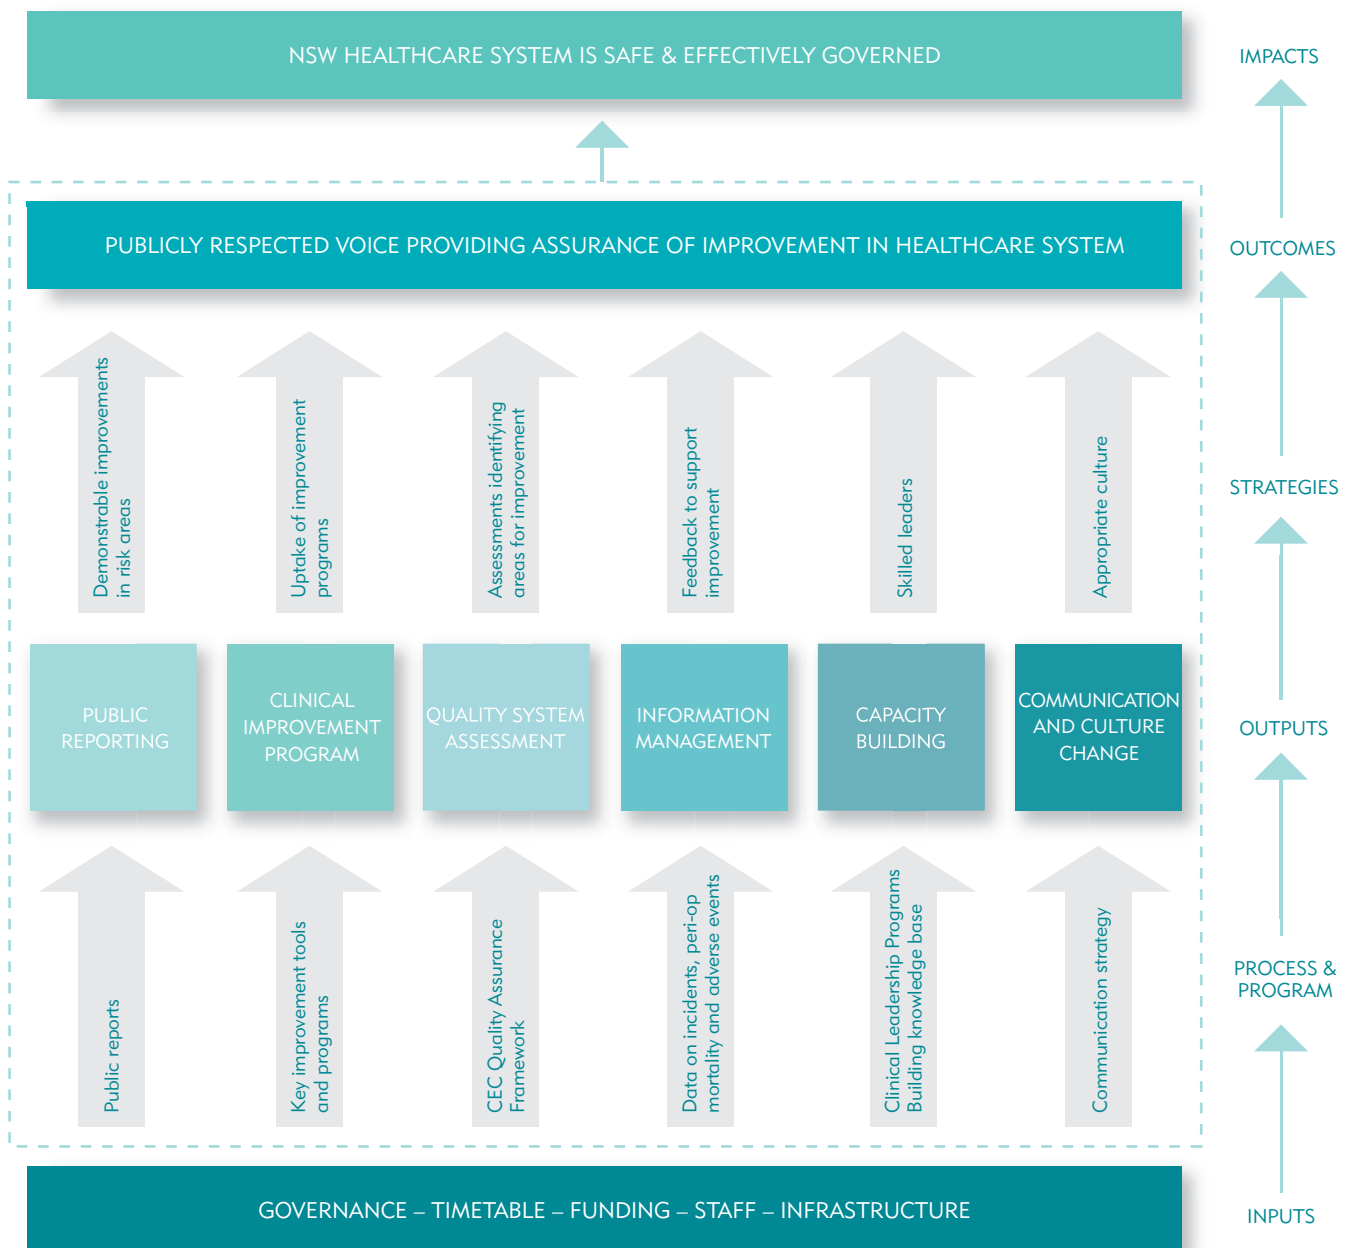 NSW HEALTHCARE SYSTEM IS SAFE & EFFECTIVELY GOVERNED
IMPACTS
PUBLICLY RESPECTED VOICE PROVIDING ASSURANCE OF IMPROVEMENT IN HEALTHCARE SYSTEM
OUTCOMES
Demonstrable improvements
in risk areas
Uptake of improvement
programs
Assessments identifying
areas for improvement
Feedback to support
improvement
Skilled leaders
Appropriate culture
STRATEGIES
PUBLIC
REPORTING
CLINICAL
IMPROVEMENT
PROGRAM
QUALITY SYSTEM
ASSESSMENT
INFORMATION
MANAGEMENT
CAPACITY
BUILDING
COMMUNICATION
AND CULTURE
CHANGE
OUTPUTS
Public reports
Key improvement tools
and programs
CEC Quality Assurance
Framework
Data on incidents, peri-op
mortality and adverse events
Clinical Leadership Programs
Building knowledge base
Communication strategy
PROCESS &
PROGRAM
GOVERNANCE – TIMETABLE – FUNDING – STAFF – INFRASTRUCTURE
INPUTS